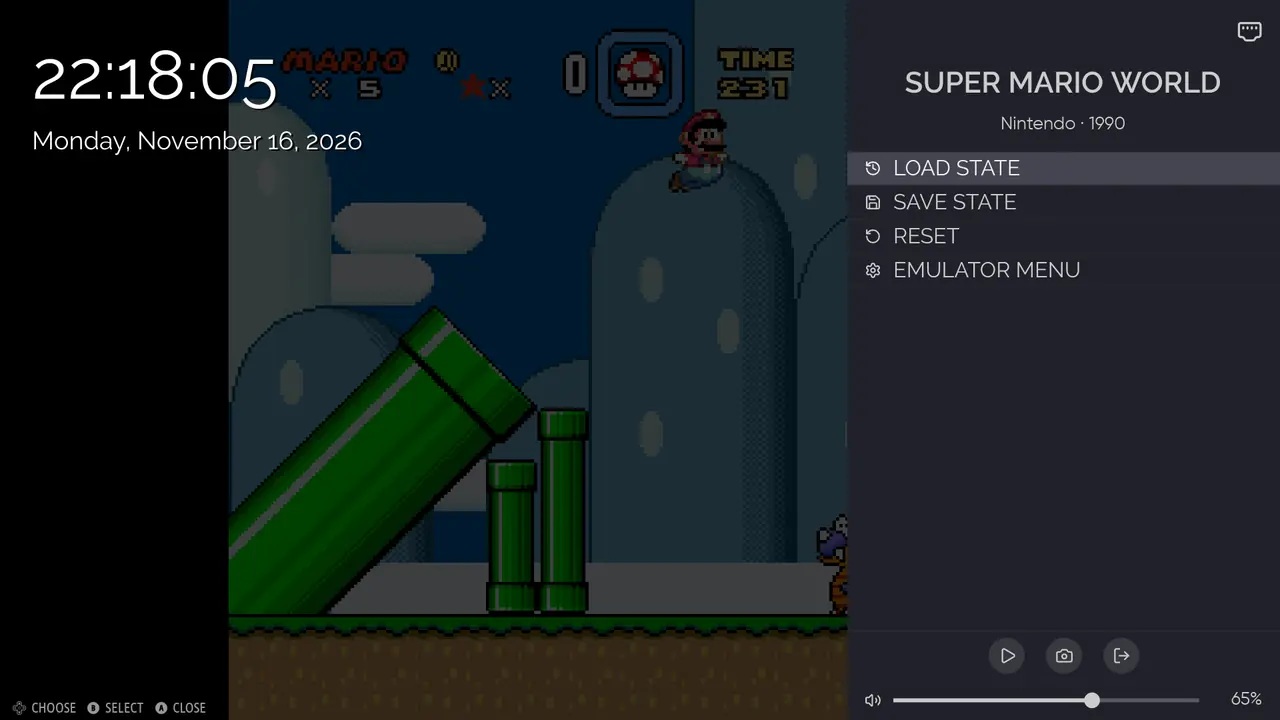 22:18:05
Monday, November 16, 2026
MARIO
X 5
X
0
TIME
231
SUPER MARIO WORLD
Nintendo · 1990
LOAD STATE
SAVE STATE
RESET
EMULATOR MENU
65%
CHOOSE B SELECT A CLOSE